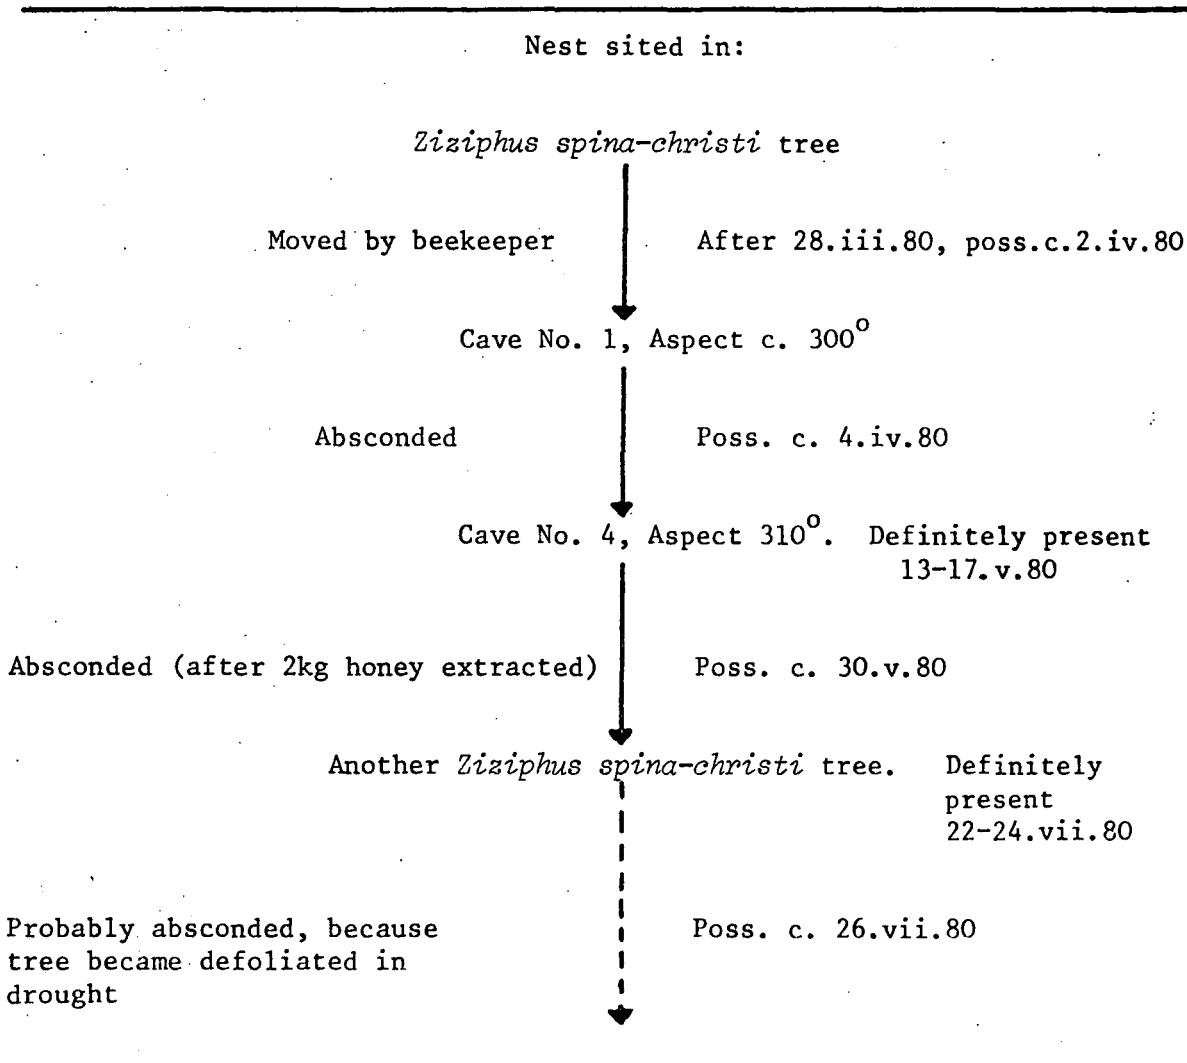 Nest sited in:
Ziziphus spina-christi tree
Moved by beekeeper After 28.iii.80, poss.c.2.iv.80
Cave No. 1, Aspect c. 300°
Absconded Poss. c. 4.iv.80
Cave No. 4, Aspect 310°. Definitely present
13-17.v.80
Absconded (after 2kg honey extracted) Poss. c. 30.v.80
Another Ziziphus spina-christi tree. Definitely
present
22-24.vii.80
Probably absconded, because Poss. c. 26.vii.80
tree became defoliated in
drought